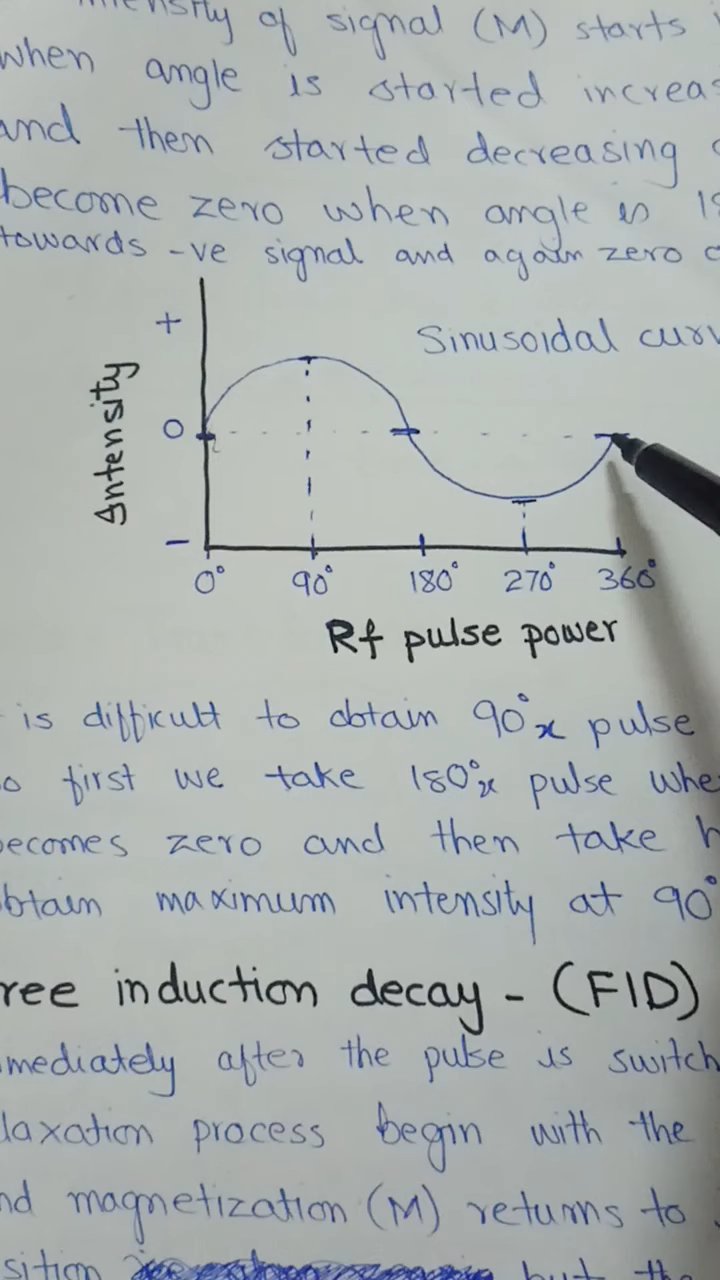 of signal (M) starts
when angle is started increas
and then started decreasing
become zero when angle is 18
towards -ve signal and again zero
+
Sinusoidal curv
Intensity
0
-
0° 90° 180° 270° 360°
Rf pulse power
is difficult to obtain 90°x pulse
o first we take 180°x pulse whe
ecomes zero and then take h
btain maximum intensity at 90°
ree induction decay - (FID)
mediately after the pulse is switch
laxation process begin with the
nd magnetization (M) returns to
sition but the